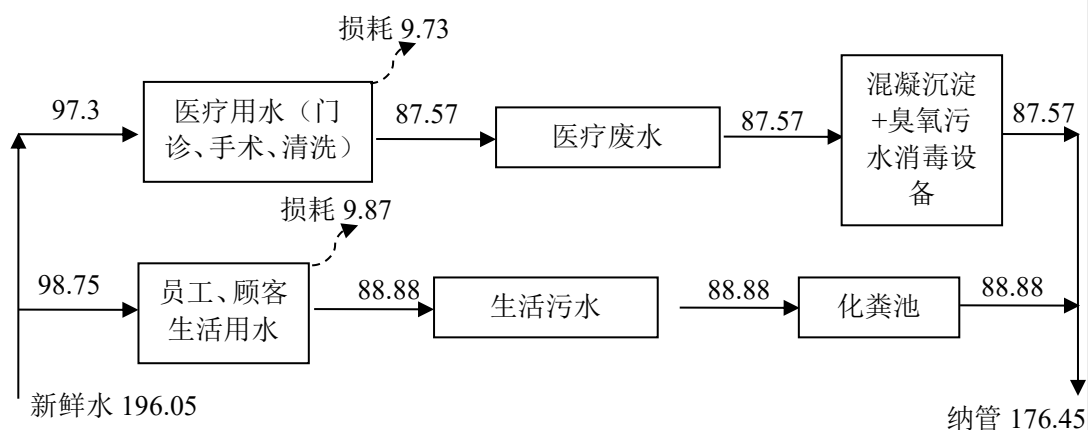 损耗 9.73
97.3
医疗用水（门
诊、手术、清洗）
87.57
医疗废水
87.57
混凝沉淀
+臭氧污
水消毒设
备
87.57
损耗 9.87
98.75
员工、顾客
生活用水
88.88
生活污水
88.88
化粪池
88.88
新鲜水 196.05
纳管 176.45